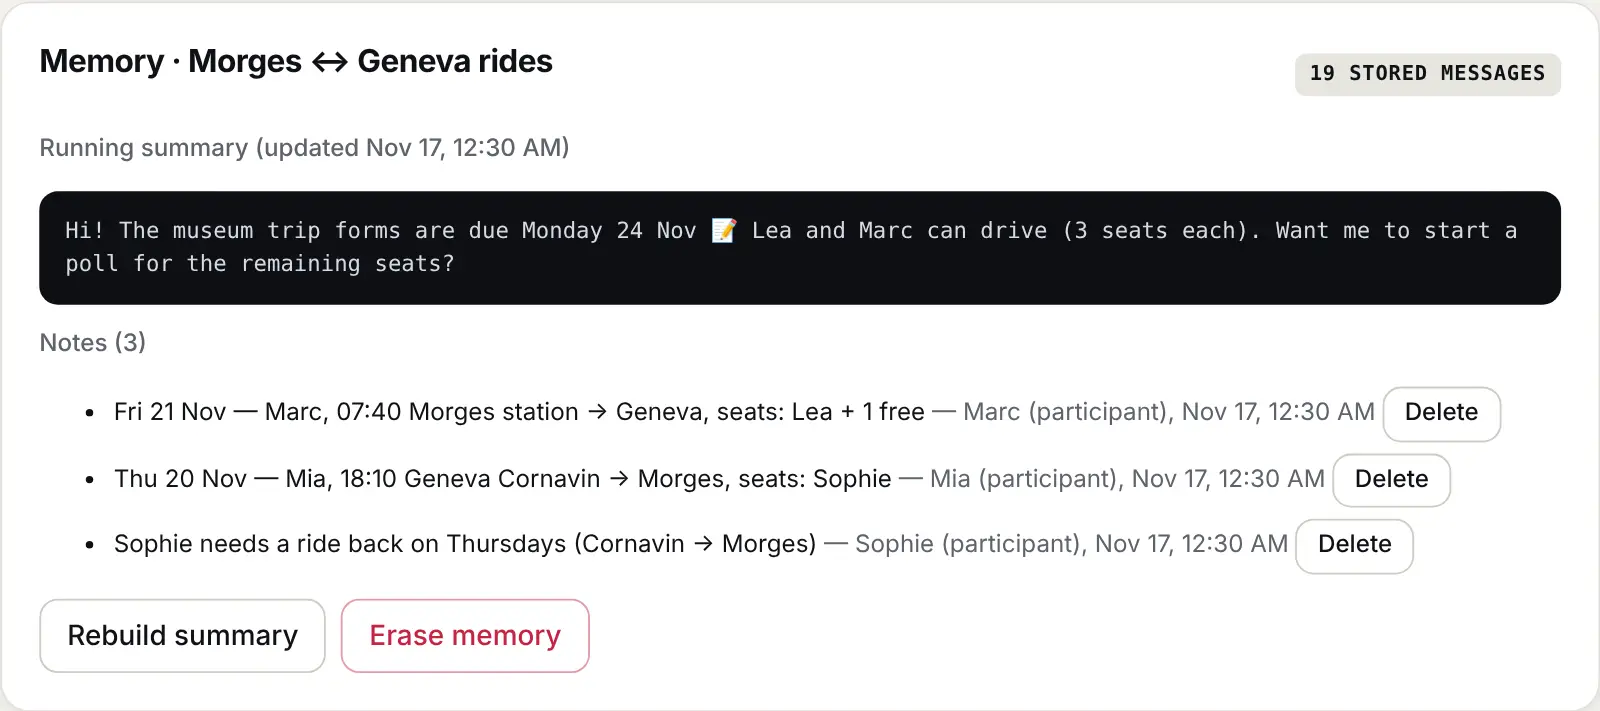 Memory · Morges ↔ Geneva rides
19 STORED MESSAGES
Running summary (updated Nov 17, 12:30 AM)
Hi! The museum trip forms are due Monday 24 Nov 📝 Lea and Marc can drive (3 seats each). Want me to start a
poll for the remaining seats?
Notes (3)
• Fri 21 Nov — Marc, 07:40 Morges station → Geneva, seats: Lea + 1 free — Marc (participant), Nov 17, 12:30 AM Delete
• Thu 20 Nov — Mia, 18:10 Geneva Cornavin → Morges, seats: Sophie — Mia (participant), Nov 17, 12:30 AM Delete
• Sophie needs a ride back on Thursdays (Cornavin → Morges) — Sophie (participant), Nov 17, 12:30 AM Delete
Rebuild summary Erase memory